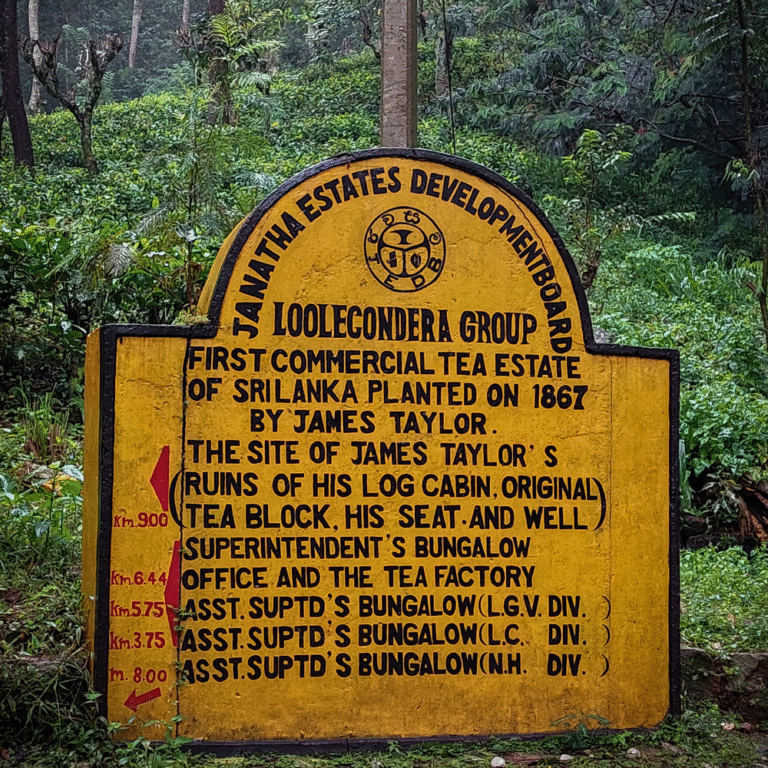 JANATHA ESTATES DEVELOPMENT BOARD
J.E.D.B
LOOLECONDERA GROUP
FIRST COMMERCIAL TEA ESTATE
OF SRI LANKA PLANTED ON 1867
BY JAMES TAYLOR.
THE SITE OF JAMES TAYLOR'S
(RUINS OF HIS LOG CABIN, ORIGINAL)
km.9.00 (TEA BLOCK, HIS SEAT.AND WELL)
SUPERINTENDENT'S BUNGALOW
km.6.44 OFFICE AND THE TEA FACTORY
km.5.75 ASST.SUPTD'S BUNGALOW(L.G.V. DIV. )
km.3.75 ASST.SUPTD'S BUNGALOW(L.C. DIV. )
m. 8.00 ASST.SUPTD'S BUNGALOW(N.H. DIV. )